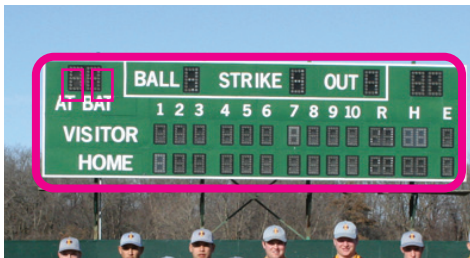 BALL STRIKE OUT
AT BAT
1 2 3 4 5 6 7 8 9 10 R H E
VISITOR
HOME